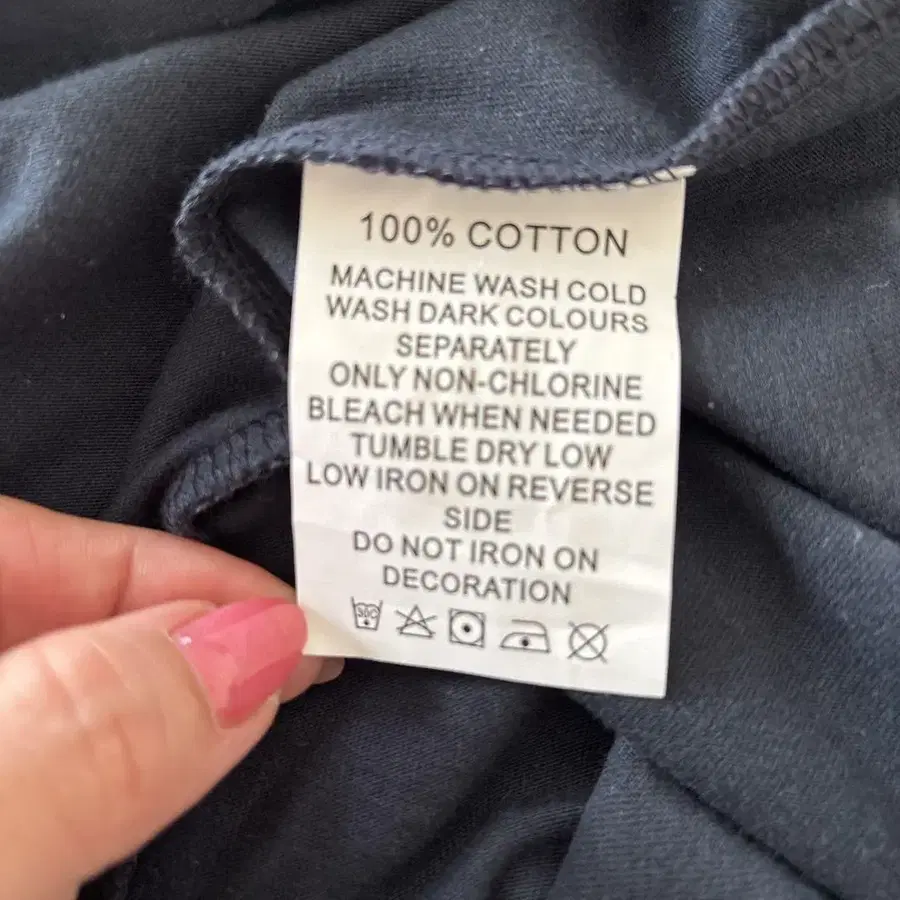 100% COTTON
MACHINE WASH COLD
WASH DARK COLOURS
SEPARATELY
ONLY NON-CHLORINE
BLEACH WHEN NEEDED
TUMBLE DRY LOW
LOW IRON ON REVERSE
SIDE
DO NOT IRON ON
DECORATION